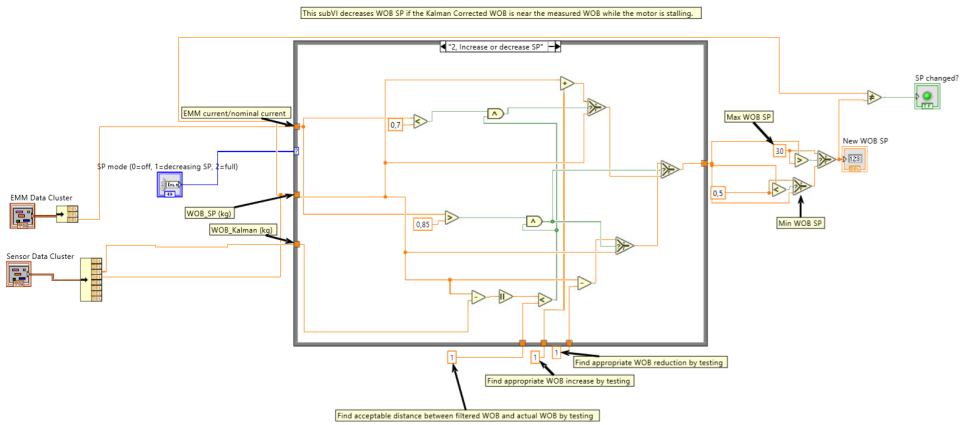 This subVI decreases WOB SP if the Kalman Corrected WOB is near the measured WOB while the motor is stalling.
"2, Increase or decrease SP"
SP changed?
TF
EMM current/nominal current
0,7
Max WOB SP
30
New WOB SP
SP mode (0=off, 1=decreasing SP, 2=full)
EMM Data Cluster
WOB_SP (kg)
0,85
0,5
Min WOB SP
WOB_Kalman (kg)
Sensor Data Cluster
1
1
1
Find appropriate WOB reduction by testing
Find appropriate WOB increase by testing
Find acceptable distance between filtered WOB and actual WOB by testing